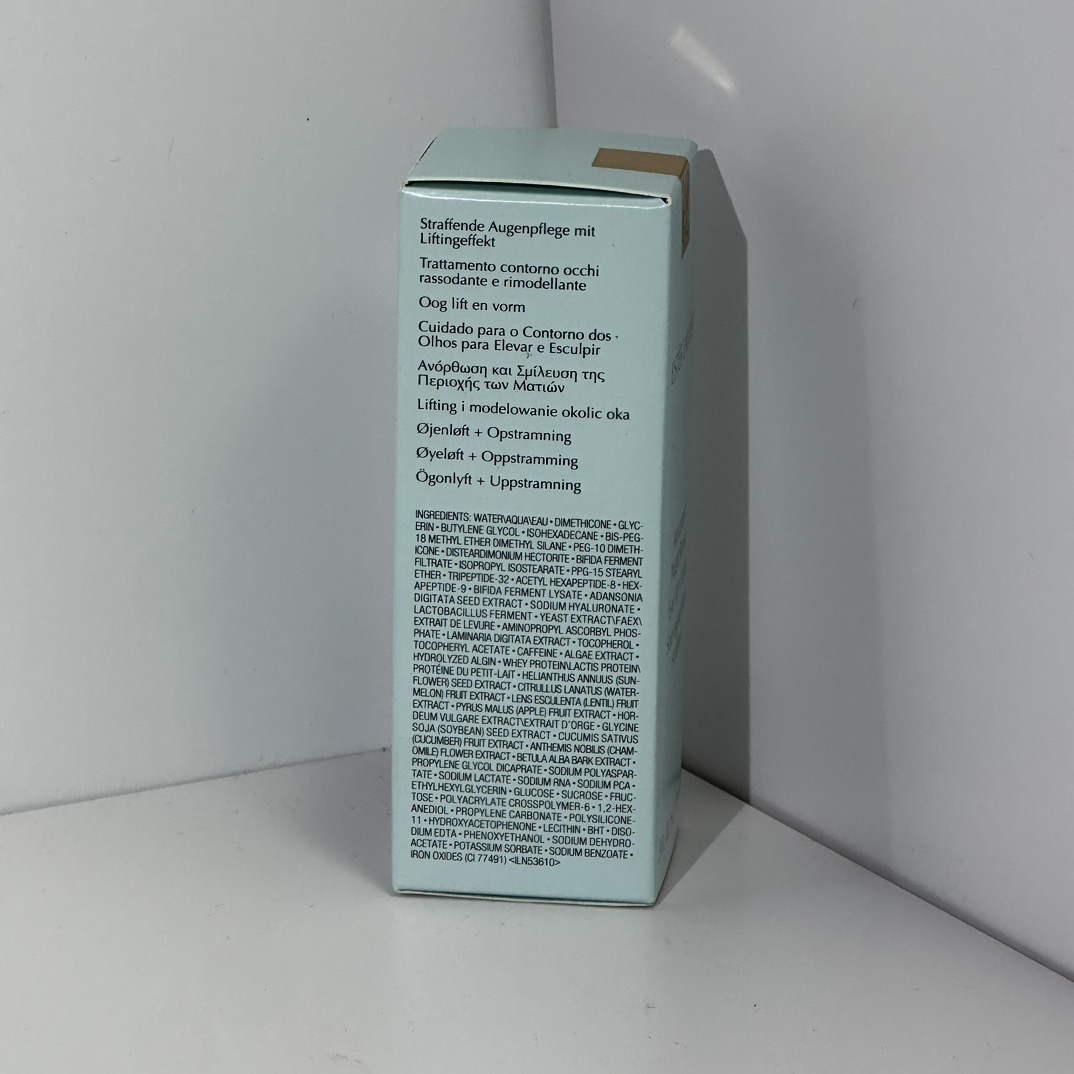 Straffende Augenpflege mit
Liftingeffekt
Trattamento contorno occhi
rassodante e rimodellante
Oog lift en vorm
Cuidado para o Contorno dos
Olhos para Elevar e Esculpir
Ανόρθωση και Σμίλευση της
Περιοχής των Ματιών
Lifting i modelowanie okolic oka
Øjenløft + Opstramning
Øyeløft + Oppstramming
Ögonlyft + Uppstramning
INGREDIENTS: WATER\AQUA\EAU • DIMETHICONE • GLYC-
ERIN • BUTYLENE GLYCOL • ISOHEXADECANE • BIS-PEG-
18 METHYL ETHER DIMETHYL SILANE • PEG-10 DIMETH-
ICONE • DISTEARDIMONIUM HECTORITE • BIFIDA FERMENT
FILTRATE • ISOPROPYL ISOSTEARATE • PPG-15 STEARYL
ETHER • TRIPEPTIDE-32 • ACETYL HEXAPEPTIDE-8 • HEX-
APEPTIDE-9 • BIFIDA FERMENT LYSATE • ADANSONIA
DIGITATA SEED EXTRACT • SODIUM HYALURONATE •
LACTOBACILLUS FERMENT • YEAST EXTRACT\FAEX\
EXTRAIT DE LEVURE • AMINOPROPYL ASCORBYL PHOS-
PHATE • LAMINARIA DIGITATA EXTRACT • TOCOPHEROL •
TOCOPHERYL ACETATE • CAFFEINE • ALGAE EXTRACT •
HYDROLYZED ALGIN • WHEY PROTEIN\LACTIS PROTEIN\
PROTÉINE DU PETIT-LAIT • HELIANTHUS ANNUUS (SUN-
FLOWER) SEED EXTRACT • CITRULLUS LANATUS (WATER-
MELON) FRUIT EXTRACT • LENS ESCULENTA (LENTIL) FRUIT
EXTRACT • PYRUS MALUS (APPLE) FRUIT EXTRACT • HOR-
DEUM VULGARE EXTRACT\EXTRAIT D'ORGE • GLYCINE
SOJA (SOYBEAN) SEED EXTRACT • CUCUMIS SATIVUS
(CUCUMBER) FRUIT EXTRACT • ANTHEMIS NOBILIS (CHAM-
OMILE) FLOWER EXTRACT • BETULA ALBA BARK EXTRACT •
PROPYLENE GLYCOL DICAPRATE • SODIUM POLYASPAR-
TATE • SODIUM LACTATE • SODIUM RNA • SODIUM PCA •
ETHYLHEXYLGLYCERIN • GLUCOSE • SUCROSE • FRUC-
TOSE • POLYACRYLATE CROSSPOLYMER-6 • 1,2-HEX-
ANEDIOL • PROPYLENE CARBONATE • POLYSILICONE-
11 • HYDROXYACETOPHENONE • LECITHIN • BHT • DISO-
DIUM EDTA • PHENOXYETHANOL • SODIUM DEHYDRO-
ACETATE • POTASSIUM SORBATE • SODIUM BENZOATE •
IRON OXIDES (CI 77491) <ILN53610>